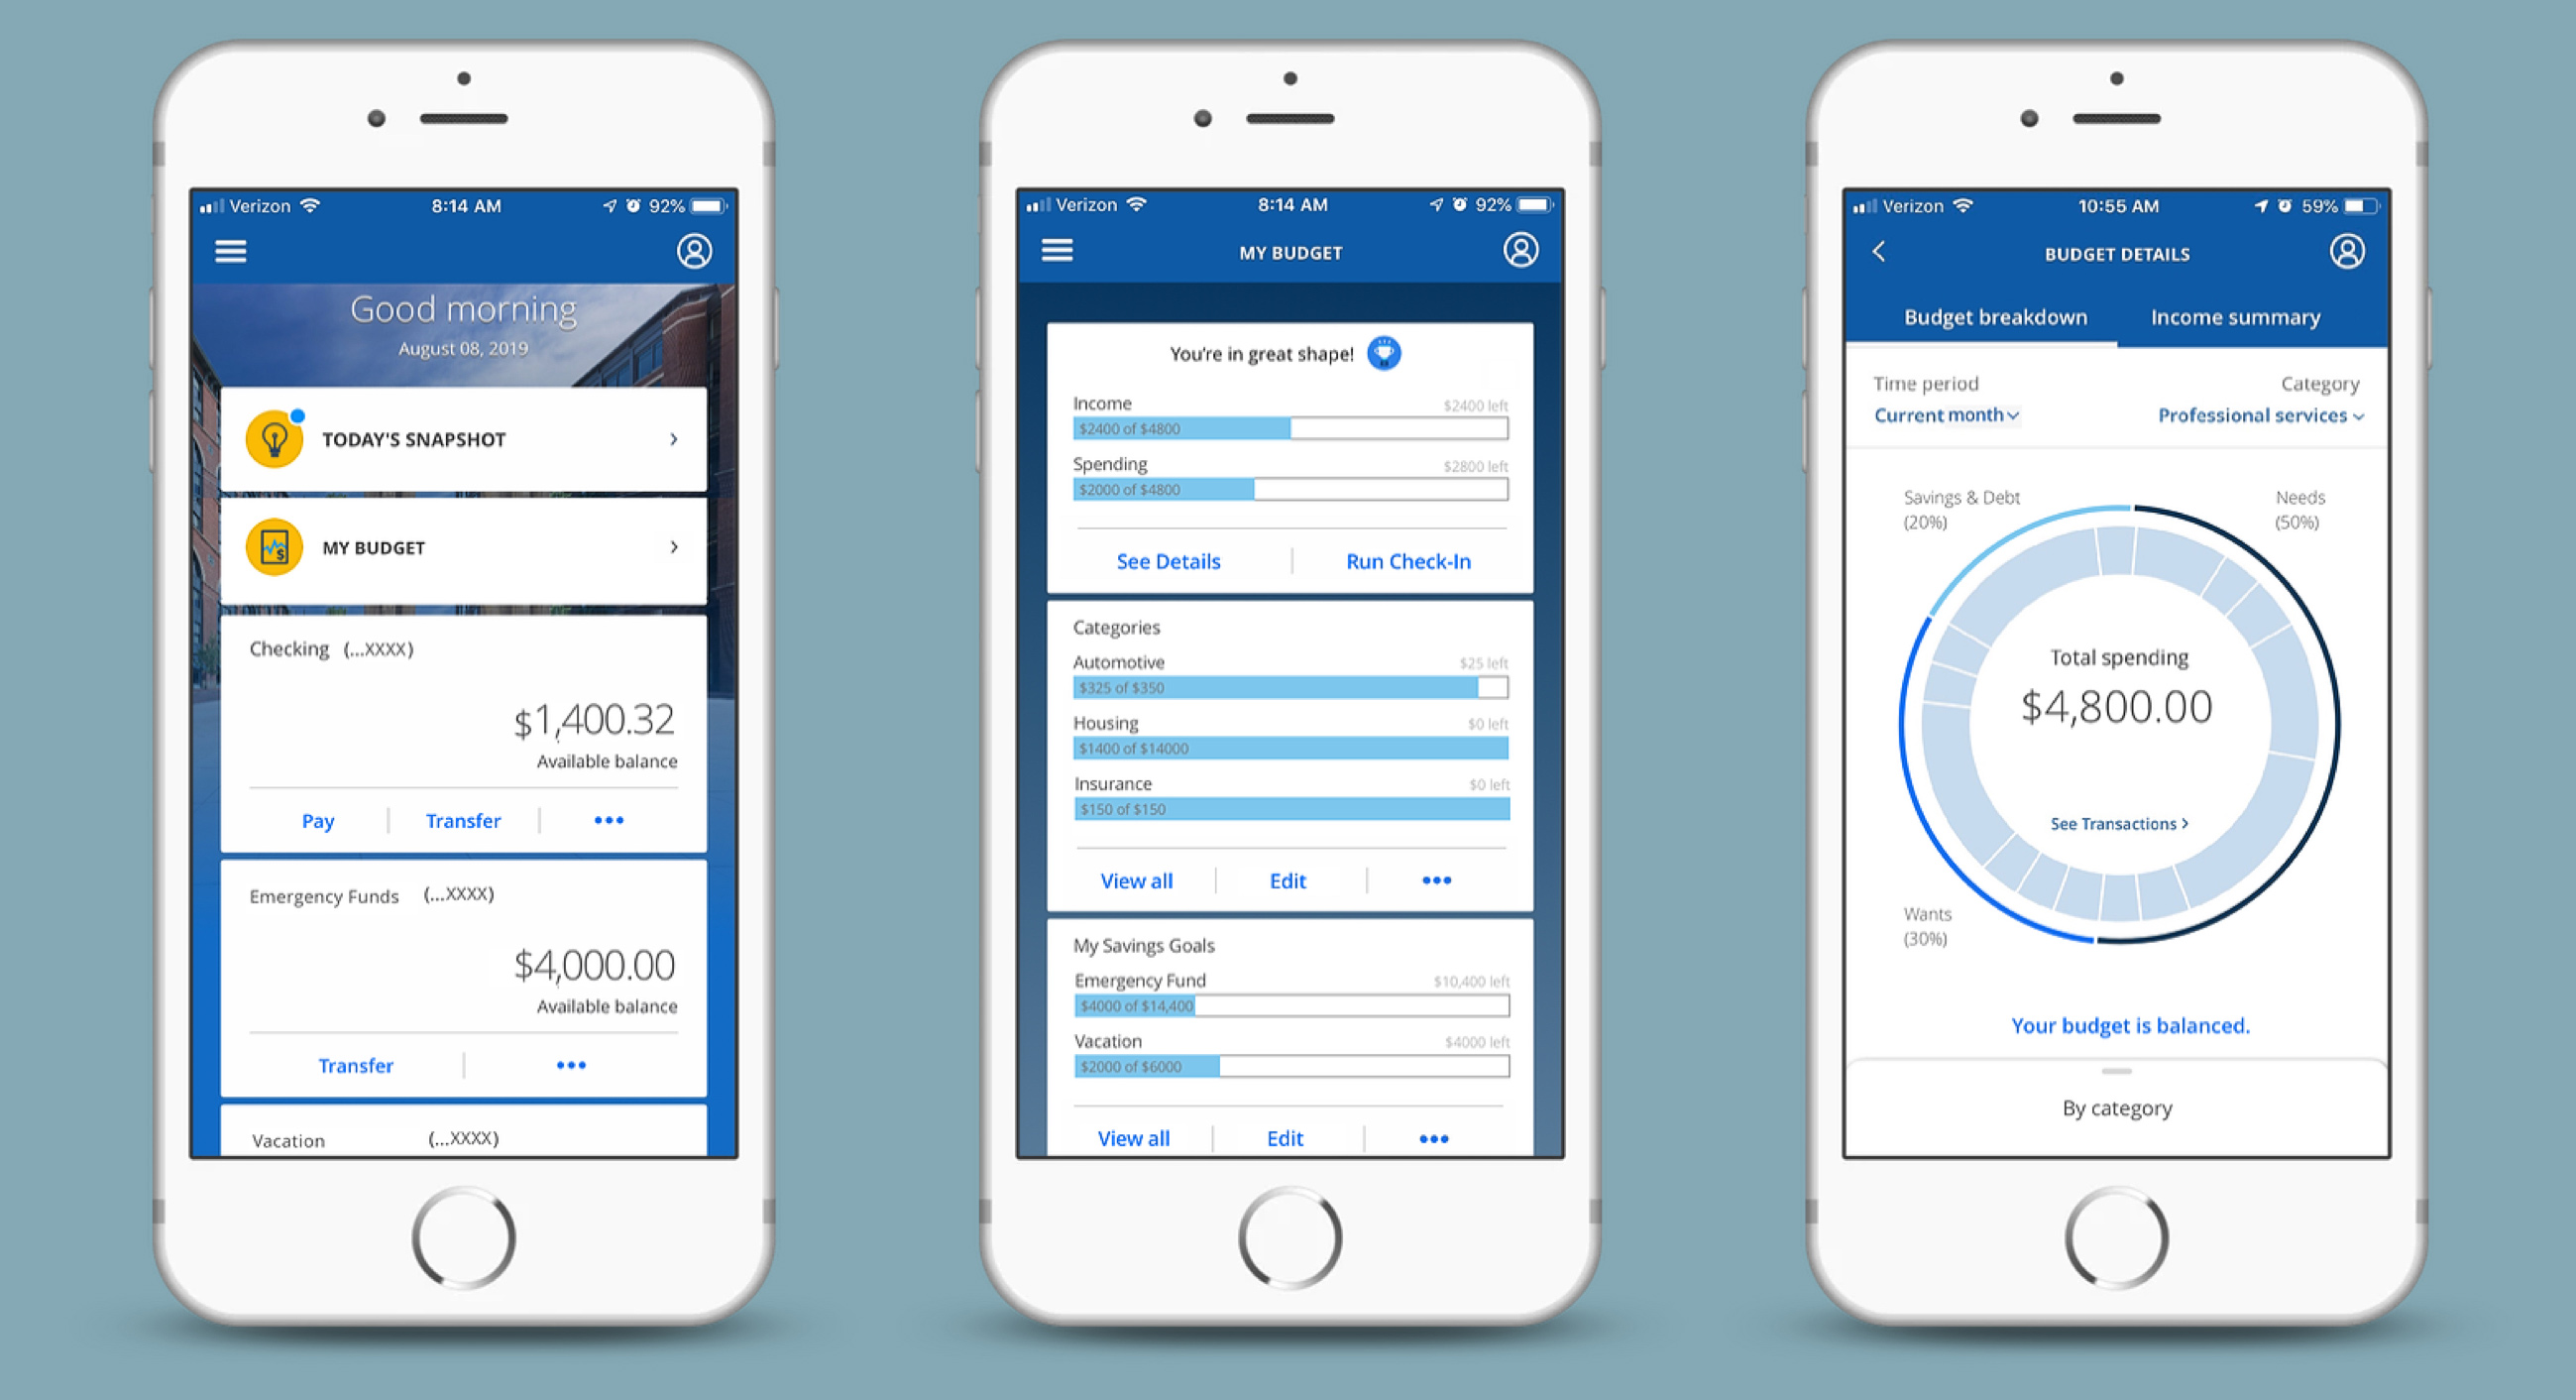 Verizon 8:14 AM 92%
Good morning
August 08, 2019
TODAY'S SNAPSHOT
MY BUDGET
Checking (...XXXX)
$1,400.32
Available balance
Pay Transfer
Emergency Funds (...XXXX)
$4,000.00
Available balance
Transfer
Vacation (...XXXX)
Verizon 8:14 AM 92%
MY BUDGET
You're in great shape!
Income $2400 left
$2400 of $4800
Spending $2800 left
$2000 of $4800
See Details Run Check-In
Categories
Automotive $25 left
$325 of $350
Housing $0 left
$1400 of $14000
Insurance $0 left
$150 of $150
View all Edit
My Savings Goals
Emergency Fund $10,400 left
$4000 of $14,400
Vacation $4000 left
$2000 of $6000
View all Edit
Verizon 10:55 AM 59%
BUDGET DETAILS
Budget breakdown Income summary
Time period Category
Current month Professional services
Savings & Debt Needs
(20%) (50%)
Total spending
$4,800.00
See Transactions
Wants
(30%)
Your budget is balanced.
By category